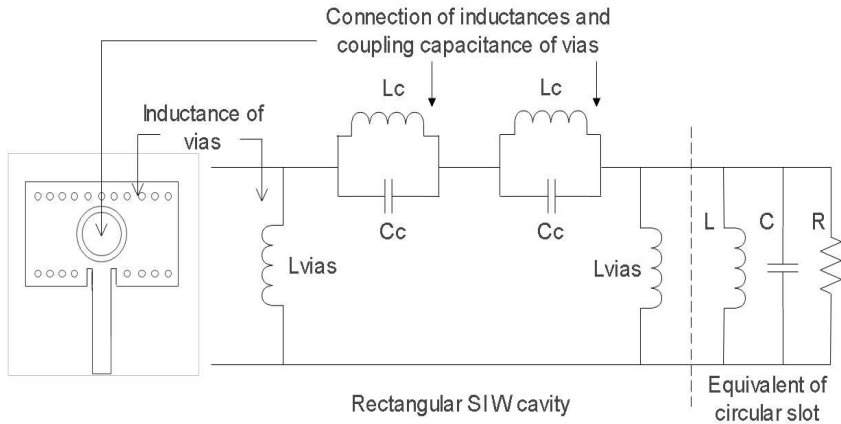 Connection of inductances and
coupling capacitance of vias
Lc
Lc
Inductance of
vias
Cc
Cc
L
C
R
Lvias
Lvias
Rectangular SIW cavity
Equivalent of
circular slot